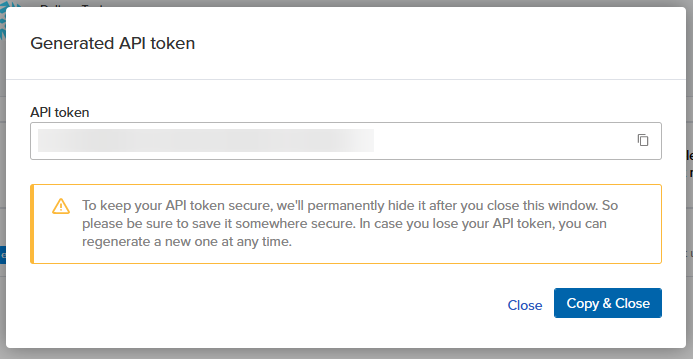 Generated API token
API token
To keep your API token secure, we'll permanently hide it after you close this window. So
please be sure to save it somewhere secure. In case you lose your API token, you can
regenerate a new one at any time.
Close
Copy & Close